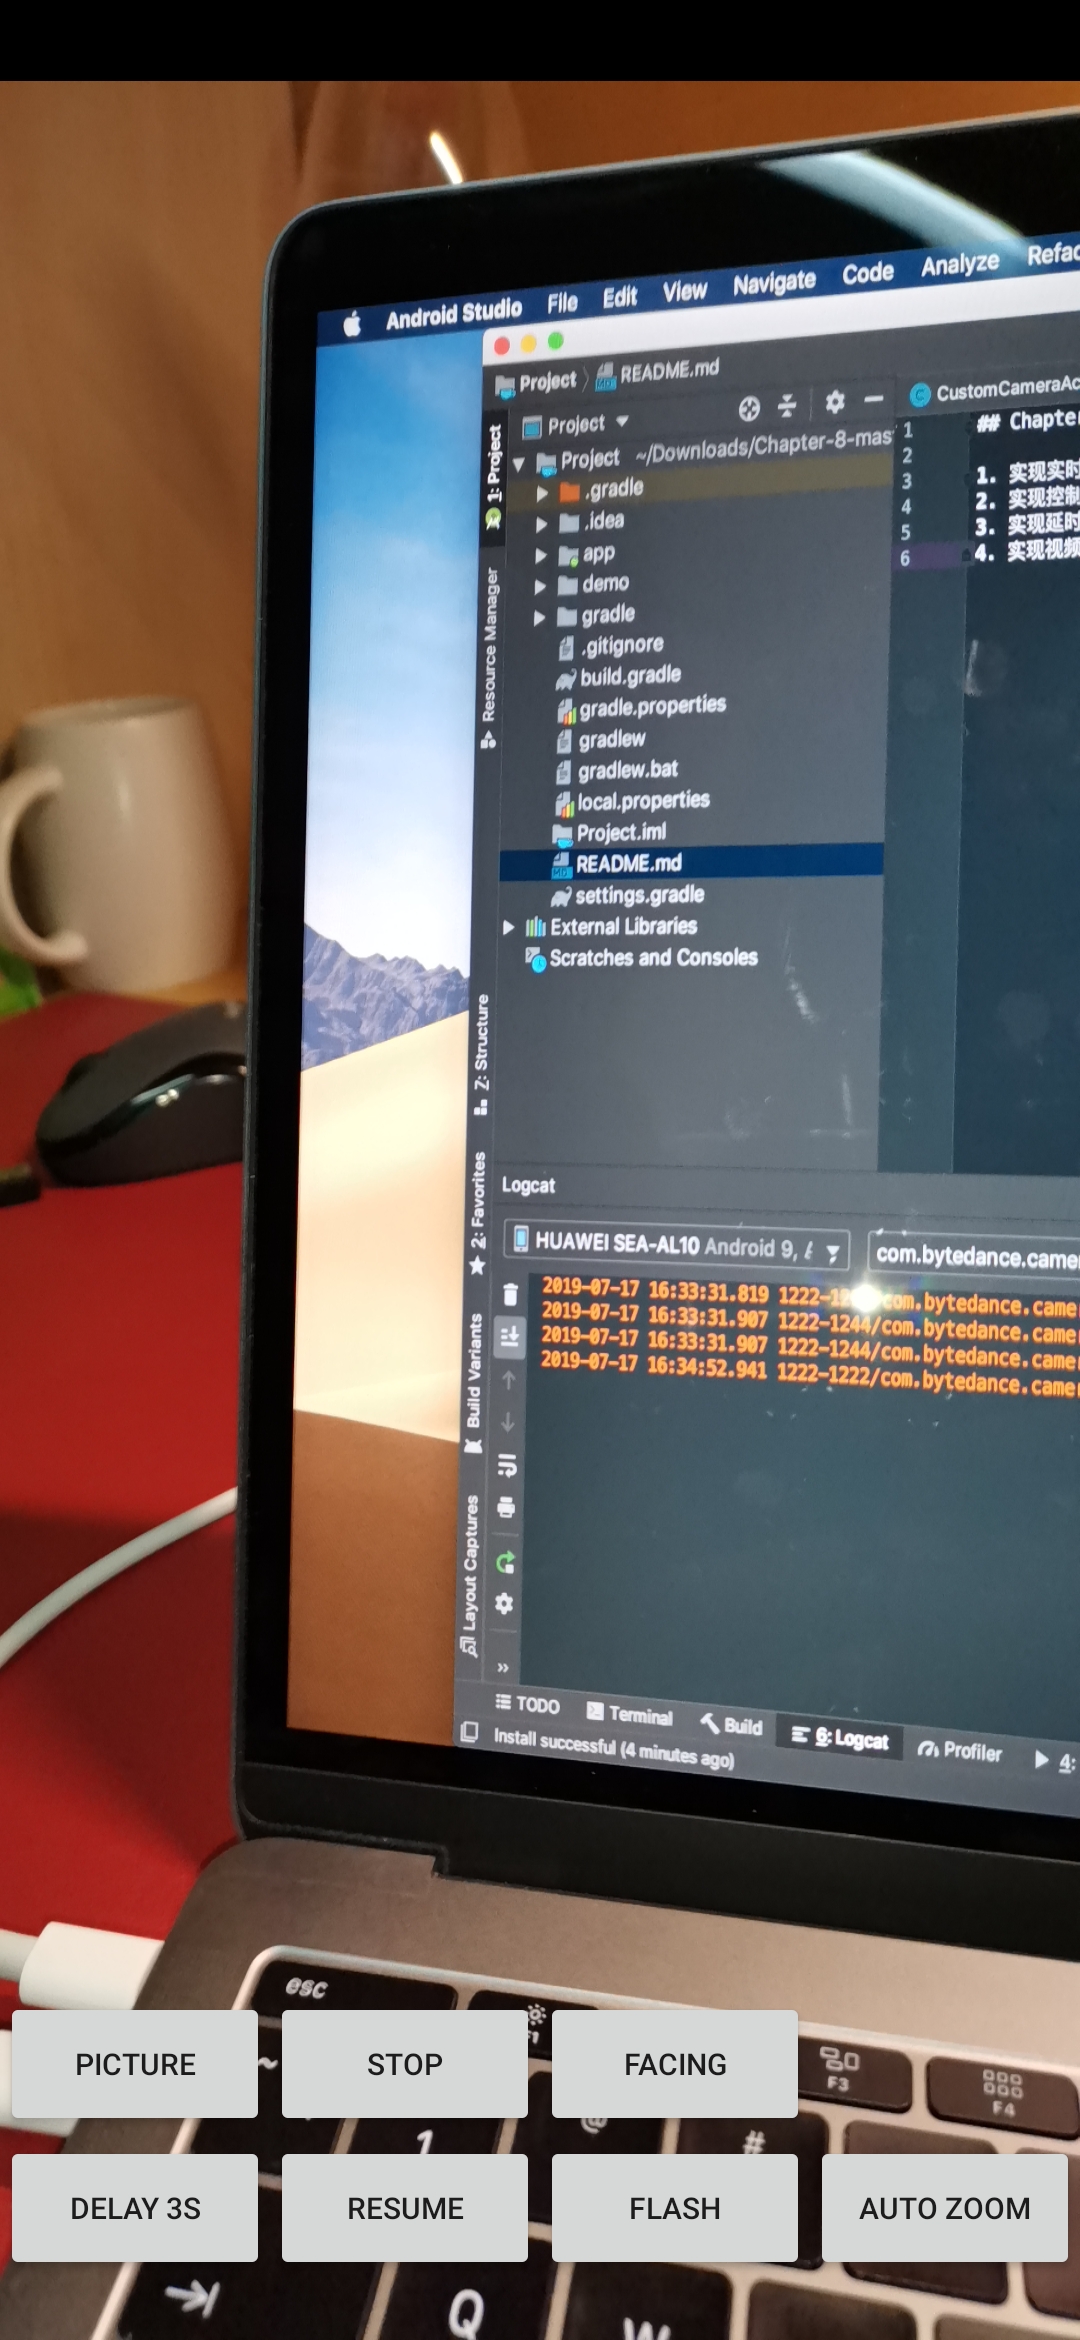 Android Studio File Edit View Navigate Code Analyze
Project README.md
Project
CustomCameraAc
1: Project
Project ~/Downloads/Chapter-8-mas
.gradle
.idea
app
demo
gradle
.gitignore
build.gradle
gradle.properties
gradlew
gradlew.bat
local.properties
Project.iml
README.md
settings.gradle
External Libraries
Scratches and Consoles
1 ## Chapte
2
3 1. 实现实时
4 2. 实现控制
5 3. 实现延时
6 4. 实现视频
Resource Manager
7: Structure
2: Favorites
Build Variants
Layout Captures
Logcat
HUAWEI SEA-AL10 Android 9,
com.bytedance.came
2019-07-17 16:33:31.819 com.bytedance.came
2019-07-17 16:33:31.907 1222-1244/com.bytedance.came
2019-07-17 16:33:31.907 1222-1244/com.bytedance.came
2019-07-17 16:34:52.941 1222-1222/com.bytedance.came
TODO Terminal Build 6: Logcat Profiler 4:
Install successful (4 minutes ago)
esc
F3
F4
PICTURE STOP FACING
~ 1 @ #
DELAY 3S RESUME FLASH AUTO ZOOM
Q W